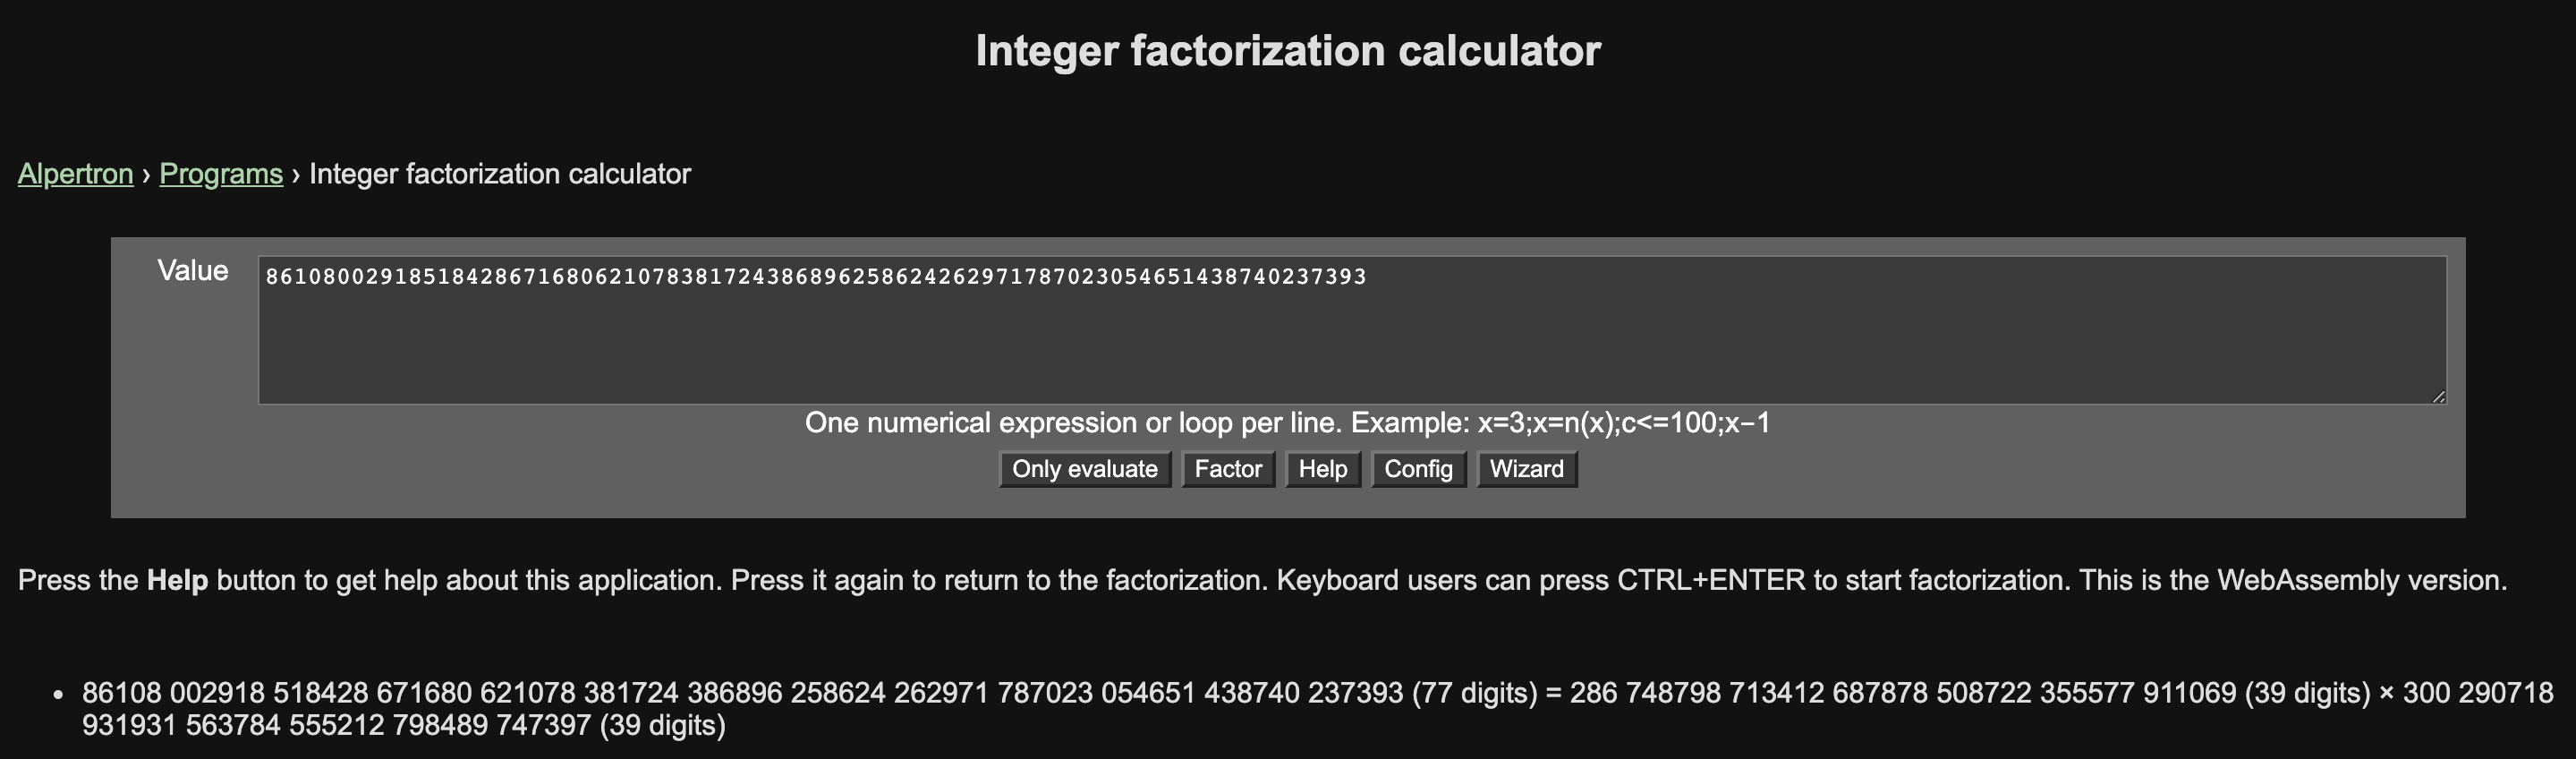 Integer factorization calculator
Alpertron › Programs › Integer factorization calculator
Value
86108002918518428671680621078381724386896258624262971787023054651438740237393
One numerical expression or loop per line. Example: x=3;x=n(x);c<=100;x−1
Only evaluate Factor Help Config Wizard
Press the Help button to get help about this application. Press it again to return to the factorization. Keyboard users can press CTRL+ENTER to start factorization. This is the WebAssembly version.
• 86108 002918 518428 671680 621078 381724 386896 258624 262971 787023 054651 438740 237393 (77 digits) = 286 748798 713412 687878 508722 355577 911069 (39 digits) × 300 290718
931931 563784 555212 798489 747397 (39 digits)